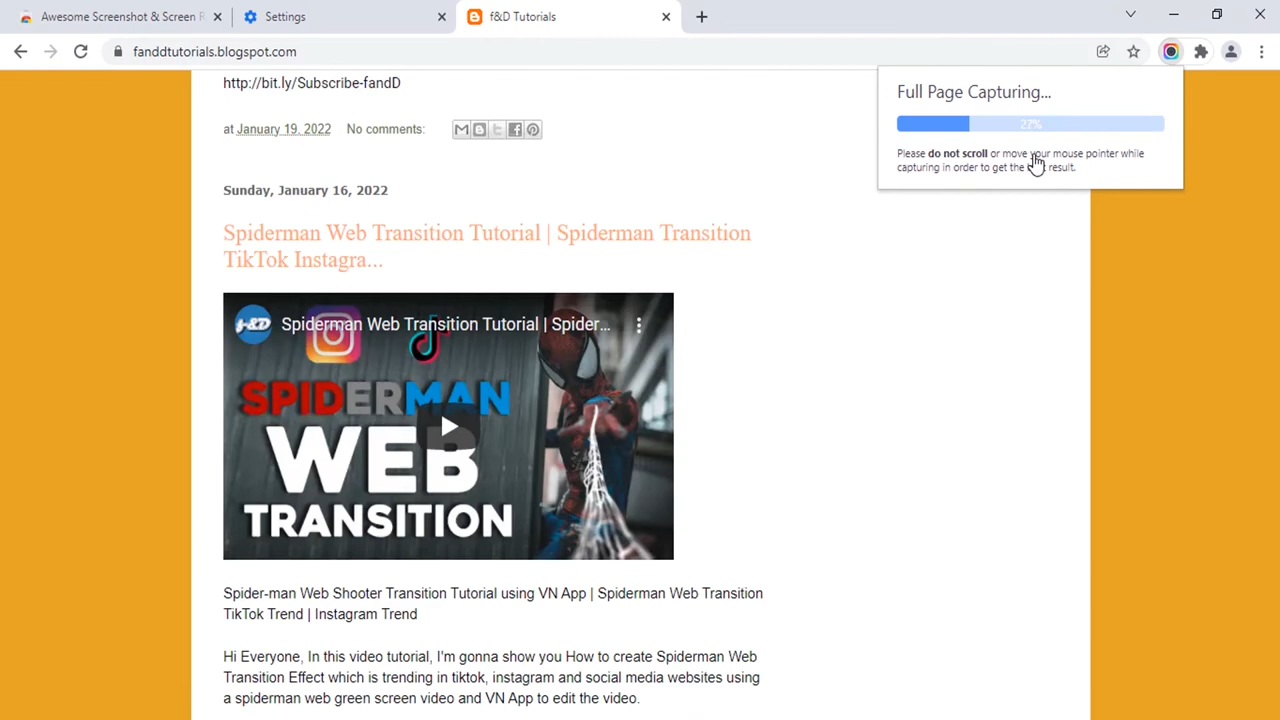 Awesome Screenshot & Screen R
Settings
f&D Tutorials
fanddtutorials.blogspot.com
http://bit.ly/Subscribe-fandD
Full Page Capturing...
27%
Please do not scroll or move your mouse pointer while
capturing in order to get the result.
at January 19, 2022 No comments:
Sunday, January 16, 2022
Spiderman Web Transition Tutorial | Spiderman Transition
TikTok Instagra...
f-&D
Spiderman Web Transition Tutorial | Spider...
SPIDERMAN
WEB
TRANSITION
Spider-man Web Shooter Transition Tutorial using VN App | Spiderman Web Transition
TikTok Trend | Instagram Trend
Hi Everyone, In this video tutorial, I'm gonna show you How to create Spiderman Web
Transition Effect which is trending in tiktok, instagram and social media websites using
a spiderman web green screen video and VN App to edit the video.